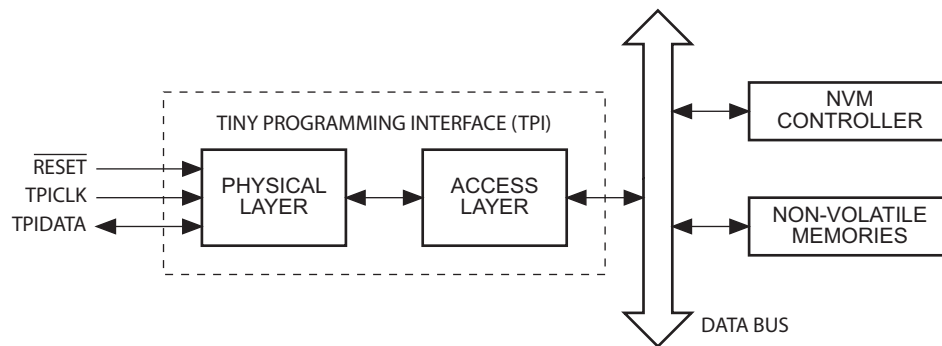 TINY PROGRAMMING INTERFACE (TPI)
RESET
TPICLK
TPIDATA
PHYSICAL
LAYER
ACCESS
LAYER
NVM
CONTROLLER
NON-VOLATILE
MEMORIES
DATA BUS